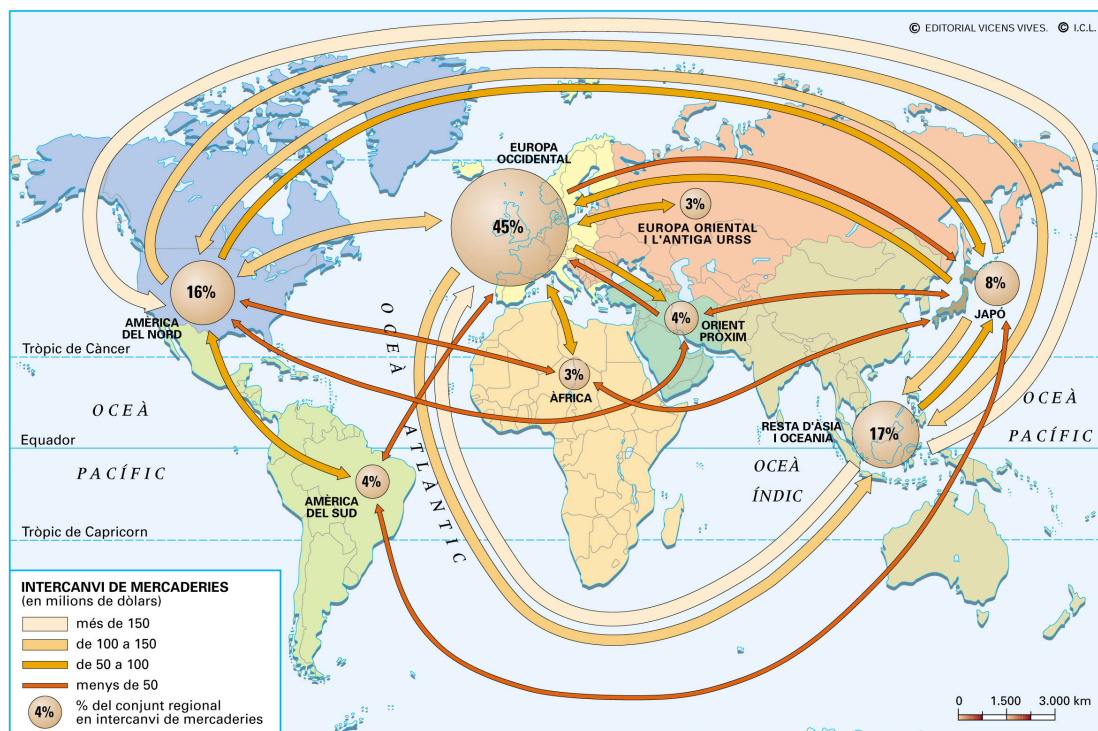 © EDITORIAL VICENS VIVES. © I.C.L.
EUROPA
OCCIDENTAL
45%
3%
EUROPA ORIENTAL
I L'ANTIGA URSS
16%
AMÈRICA
DEL NORD
8%
JAPÓ
4%
ORIENT
PRÒXIM
Tròpic de Càncer
3%
ÀFRICA
OCEÀ
ATLÀNTIC
OCEÀ
PACÍFIC
RESTA D'ÀSIA
I OCEANIA
17%
OCEÀ
PACÍFIC
Equador
OCEÀ
ÍNDIC
4%
AMÈRICA
DEL SUD
Tròpic de Capricorn
INTERCANVI DE MERCADERIES
(en milions de dòlars)
més de 150
de 100 a 150
de 50 a 100
menys de 50
4%
% del conjunt regional
en intercanvi de mercaderies
0 1.500 3.000 km